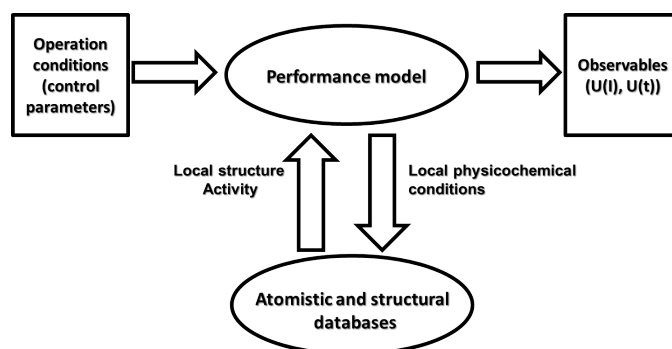 Operation
conditions
(control
parameters)
Performance model
Observables
(U(I), U(t))
Local structure
Activity
Local physicochemical
conditions
Atomistic and structural
databases